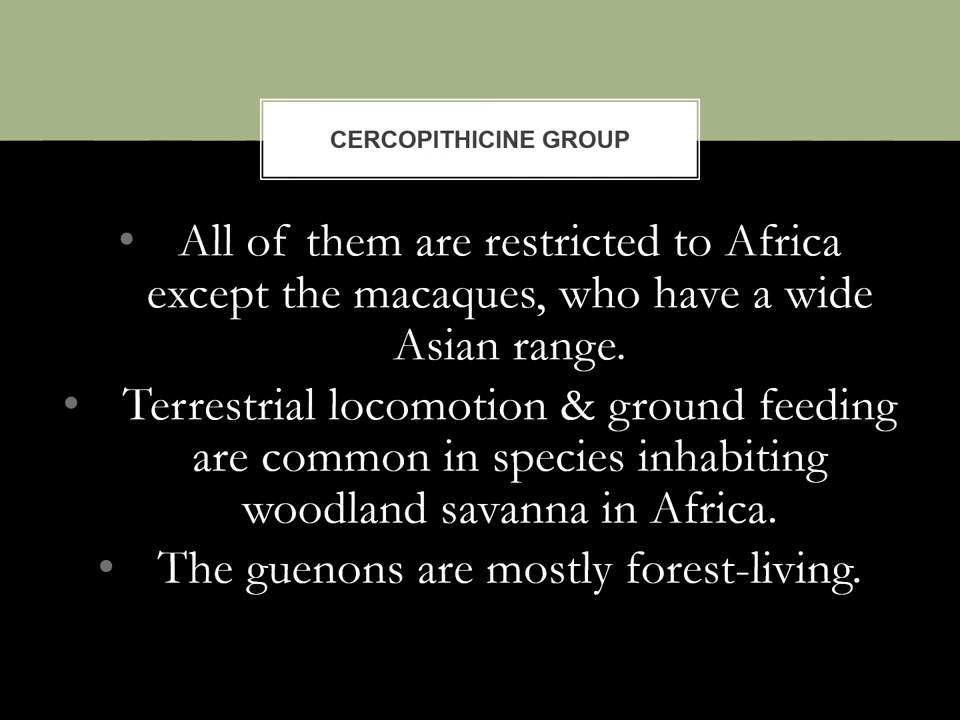 CERCOPITHICINE GROUP
• All of them are restricted to Africa
except the macaques, who have a wide
Asian range.
• Terrestrial locomotion & ground feeding
are common in species inhabiting
woodland savanna in Africa.
• The guenons are mostly forest-living.